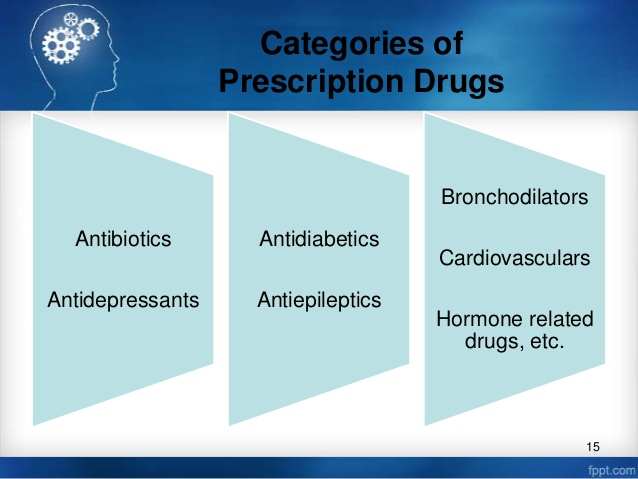 Categories of
Prescription Drugs
Antibiotics
Antidepressants
Antidiabetics
Antiepileptics
Bronchodilators
Cardiovasculars
Hormone related
drugs, etc.
15
fppt.com